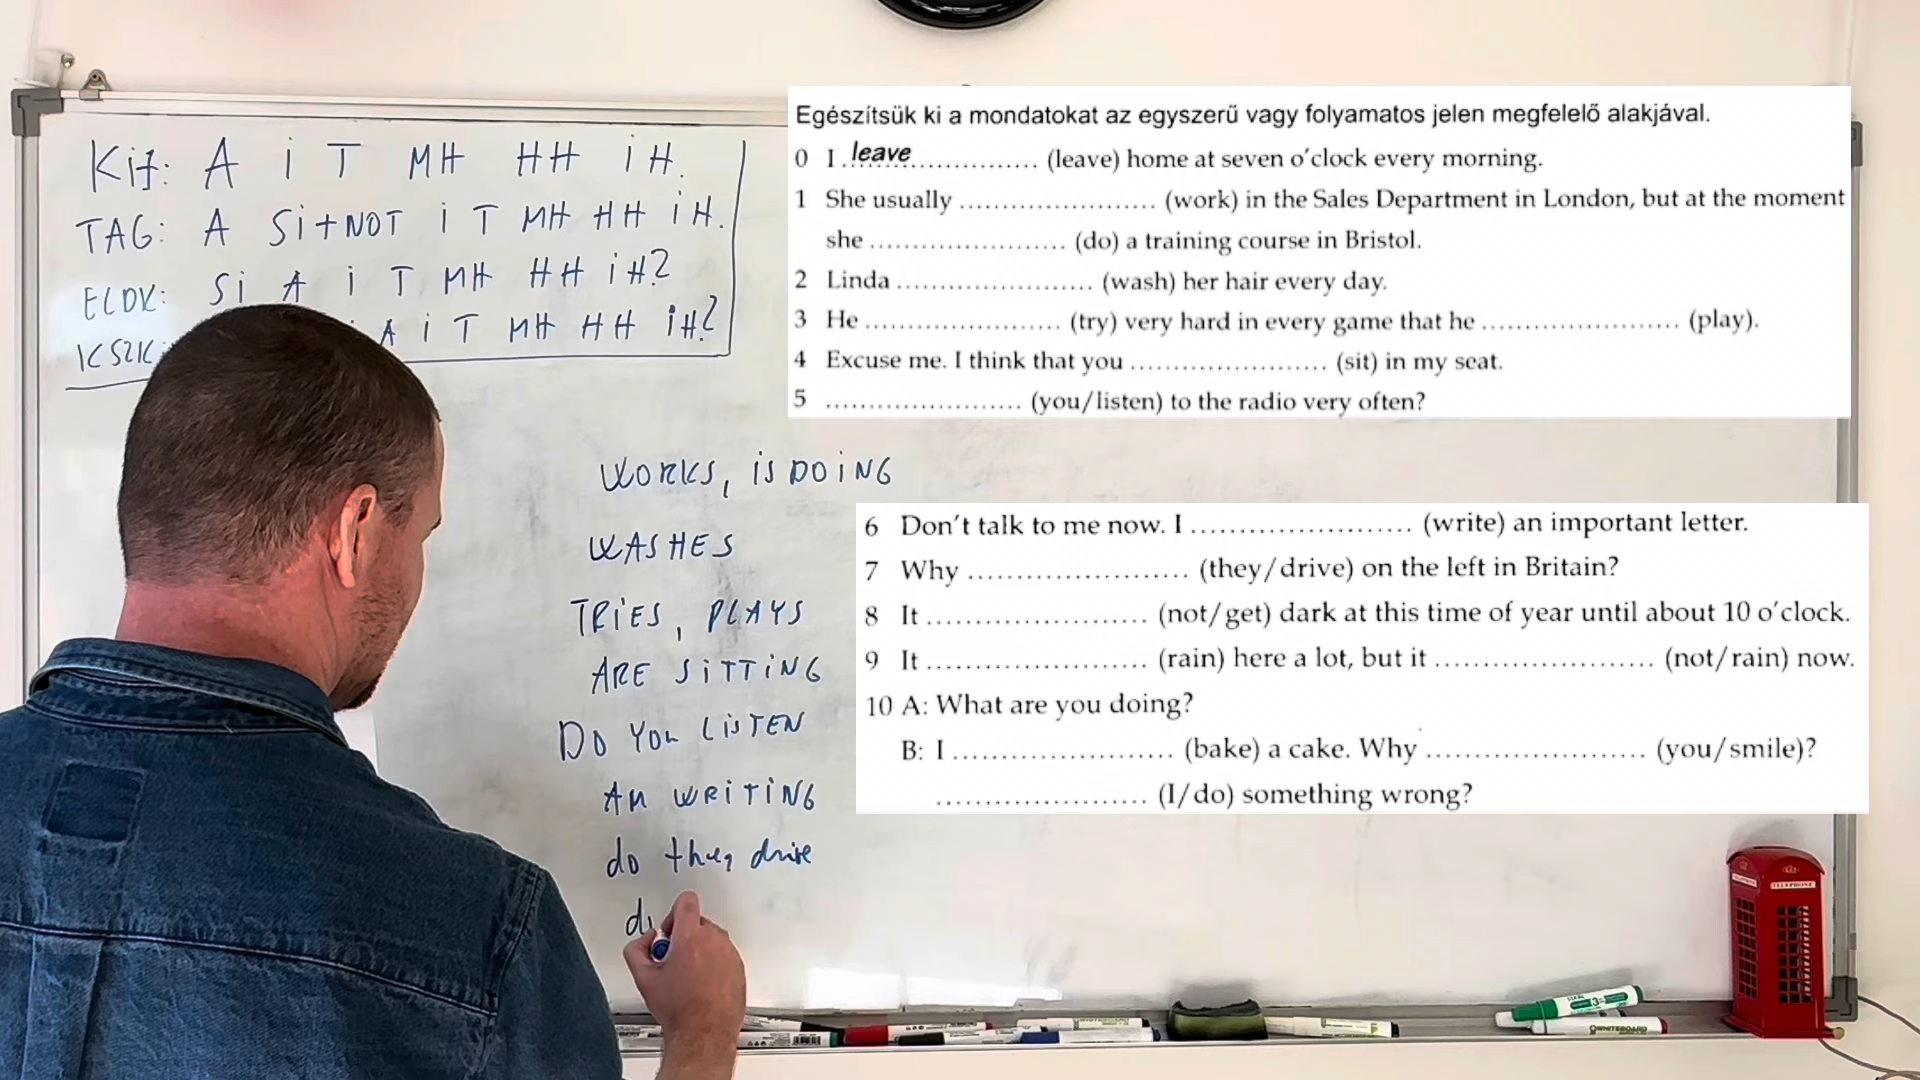 Kif: A i T MH HH iH.
TAG: A Si+NOT i T MH HH iH.
ELDK: Si A i T MH HH iH?
KSZK: A i T MH HH iH?
Egészítsük ki a mondatokat az egyszerű vagy folyamatos jelen megfelelő alakjával.
0 I .leave..................... (leave) home at seven o'clock every morning.
1 She usually ........................ (work) in the Sales Department in London, but at the moment
she ........................ (do) a training course in Bristol.
2 Linda ........................ (wash) her hair every day.
3 He ........................ (try) very hard in every game that he ........................ (play).
4 Excuse me. I think that you ........................ (sit) in my seat.
5 ........................ (you/listen) to the radio very often?
WORKS, iS DOiNG
WASHES
TRiES, PLAYS
ARE SiTTiNG
DO YOU LiSTEN
AM WRiTiNG
do they drive
6 Don't talk to me now. I ........................ (write) an important letter.
7 Why ........................ (they/drive) on the left in Britain?
8 It ........................ (not/get) dark at this time of year until about 10 o'clock.
9 It ........................ (rain) here a lot, but it ........................ (not/rain) now.
10 A: What are you doing?
B: I ........................ (bake) a cake. Why ........................ (you/smile)?
........................ (I/do) something wrong?
TELEPHONE
WHITEBOARD